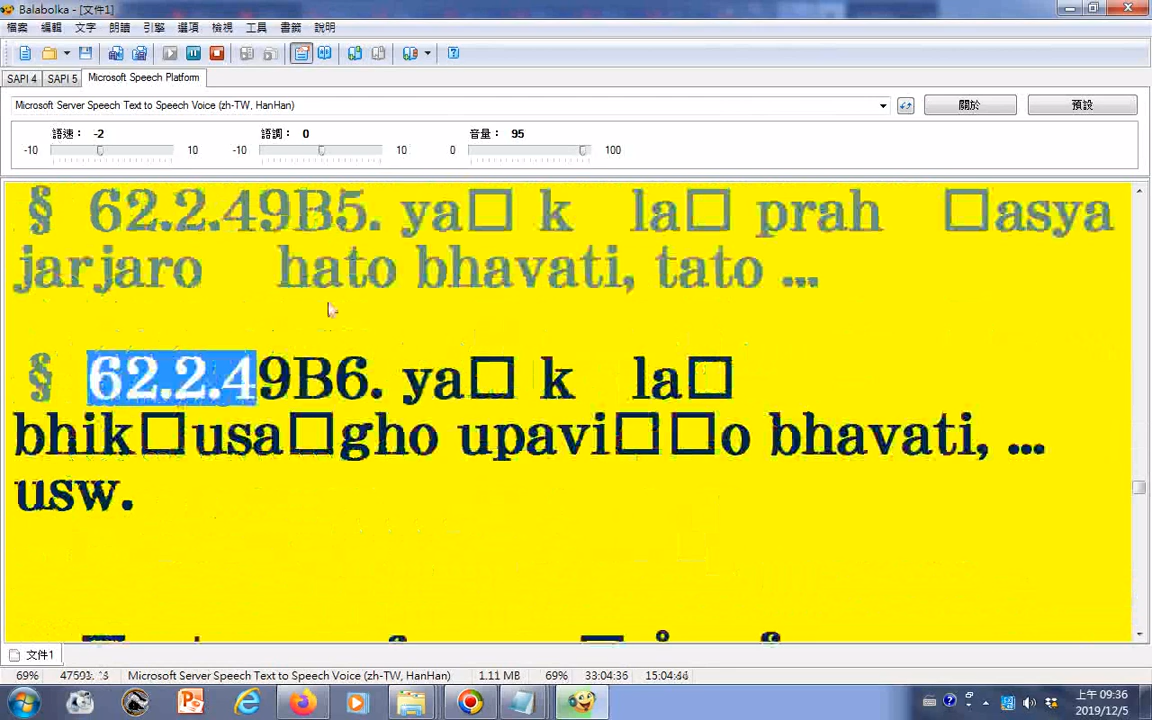 Balabolka - [文件1]
檔案 編輯 文字 朗讀 引擎 選項 檢視 工具 書籤 說明
SAPI 4 SAPI 5 Microsoft Speech Platform
Microsoft Server Speech Text to Speech Voice (zh-TW, HanHan)
關於 預設
語速： -2 語調： 0 音量： 95
-10 10 -10 10 0 100
§ 62.2.49B5. ya□ k la□ prah □asya
jarjaro hato bhavati, tato ...
§ 62.2.49B6. ya□ k la□
bhik□usa□gho upavi□□o bhavati, ...
usw.
文件1
69% Microsoft Server Speech Text to Speech Voice (zh-TW, HanHan) 1.11 MB 69% 33:04:36 15:04:44
上午 09:36
2019/12/5